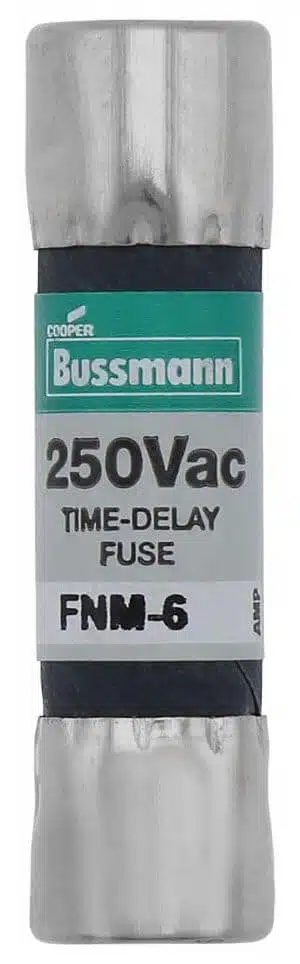 COOPER
Bussmann
250Vac
TIME-DELAY
FUSE
FNM-6
AMP